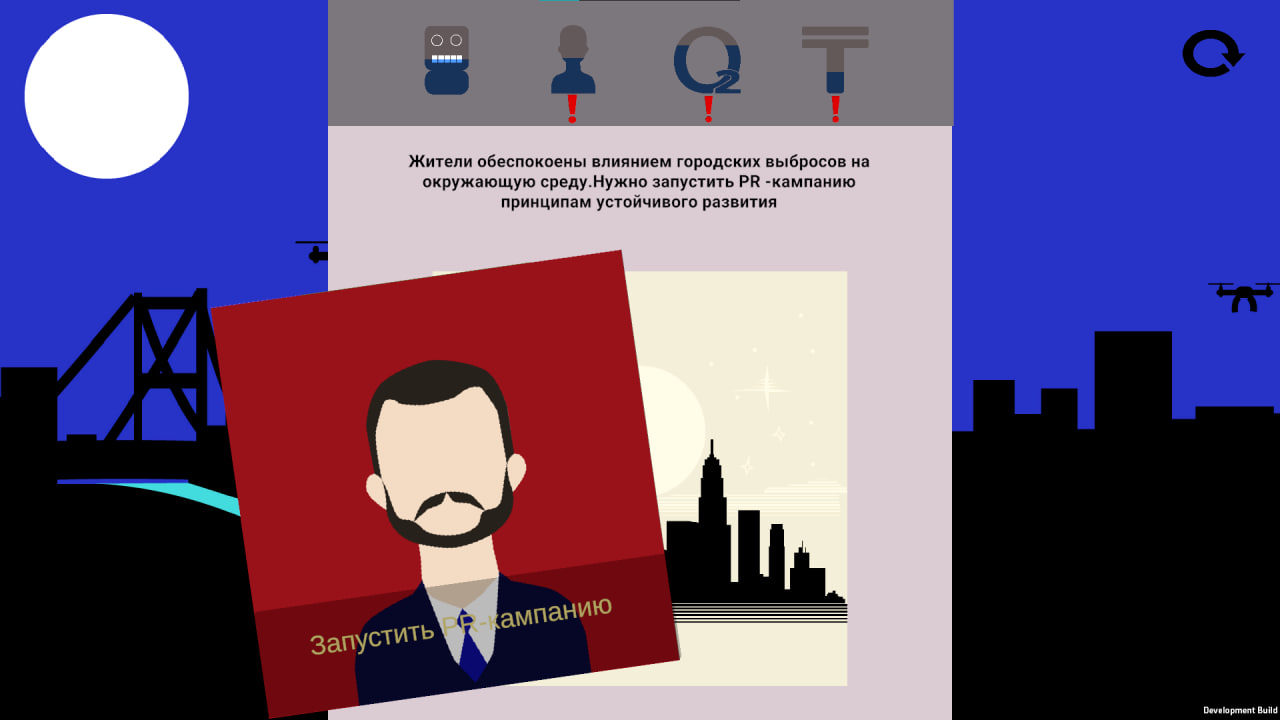 O2
T
! ! !
Жители обеспокоены влиянием городских выбросов на
окружающую среду.Нужно запустить PR -кампанию
принципам устойчивого развития
Запустить PR-кампанию
Development Build